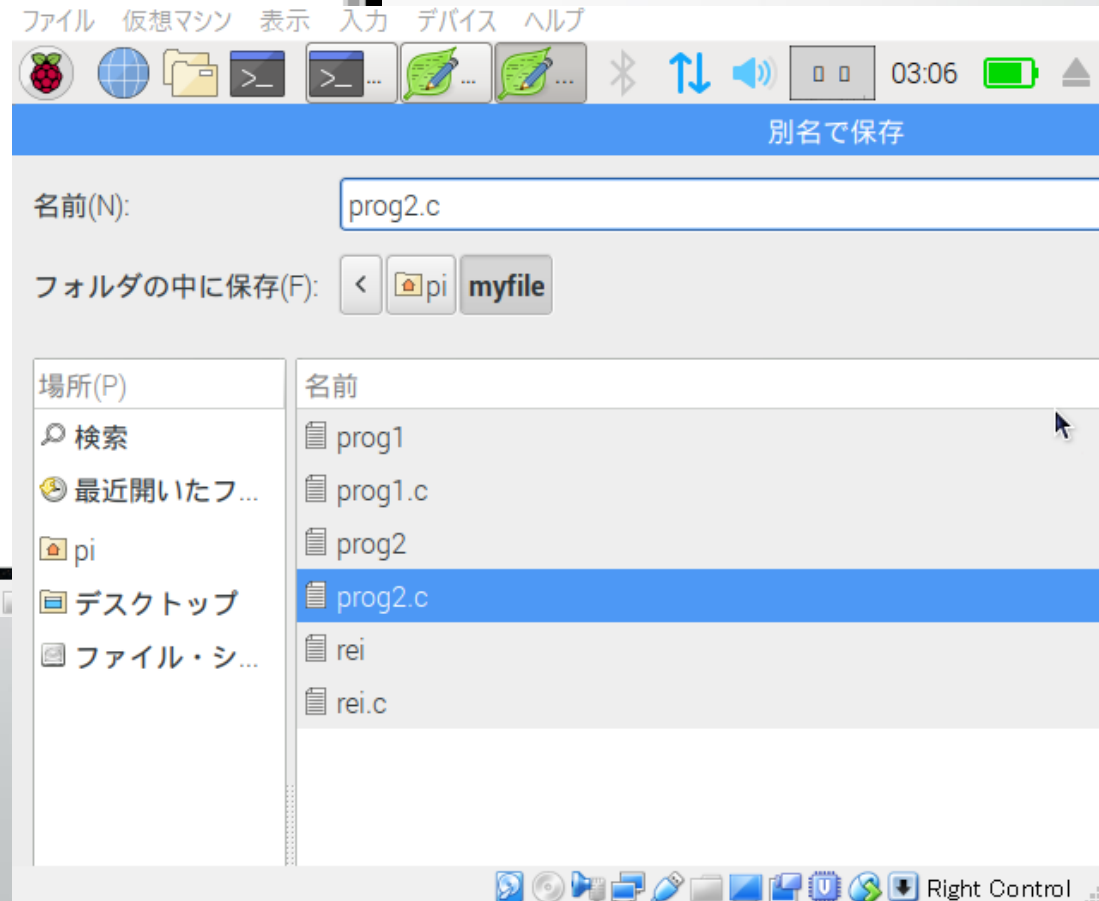 ファイル 仮想マシン 表示 入力 デバイス ヘルプ
>_ >_ ... ... ... 03:06
別名で保存
名前(N): prog2.c
フォルダの中に保存(F): < pi myfile
場所(P) 名前
検索 prog1
最近開いたフ... prog1.c
pi prog2
デスクトップ prog2.c
ファイル・シ... rei
rei.c
Right Control